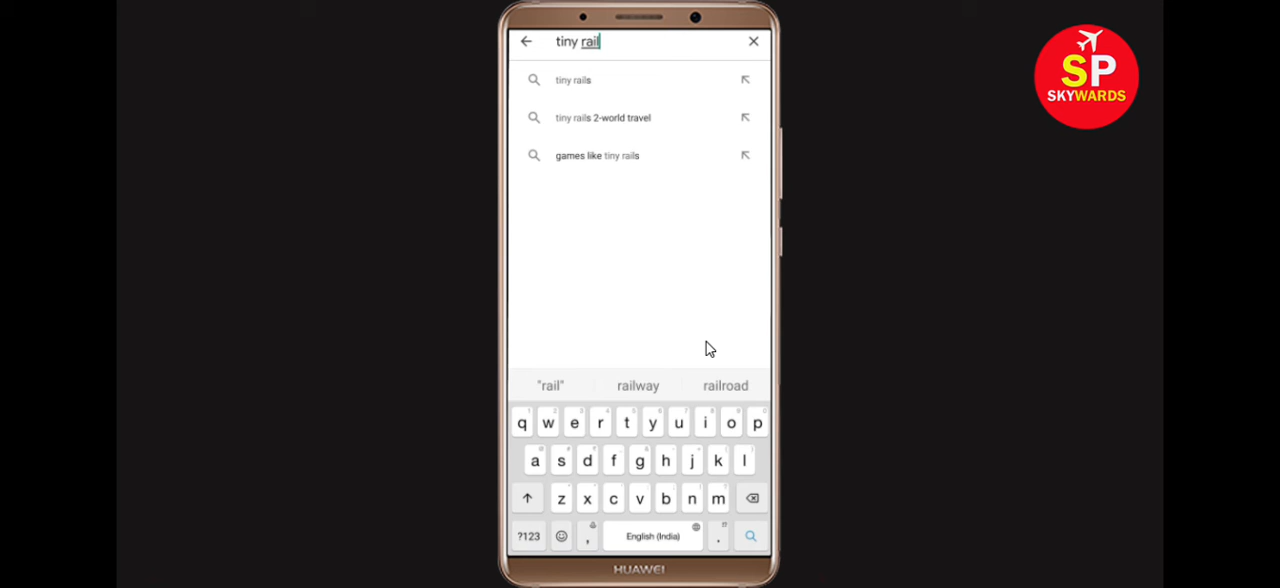 tiny rail
SP
SKYWARDS
tiny rails
tiny rails 2-world travel
games like tiny rails
"rail" railway railroad
q w e r t y u i o p
a s d f g h j k l
z x c v b n m
?123 , English (India) .
HUAWEI